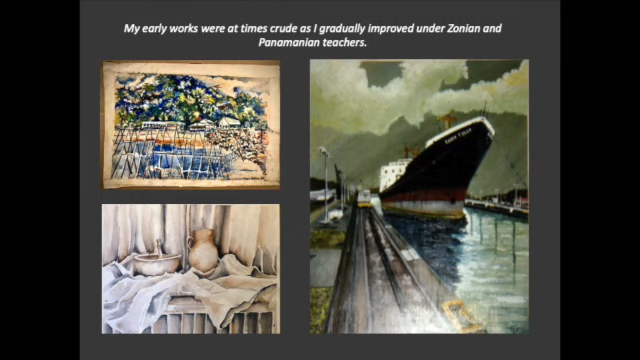 My early works were at times crude as I gradually improved under Zonian and
Panamanian teachers.